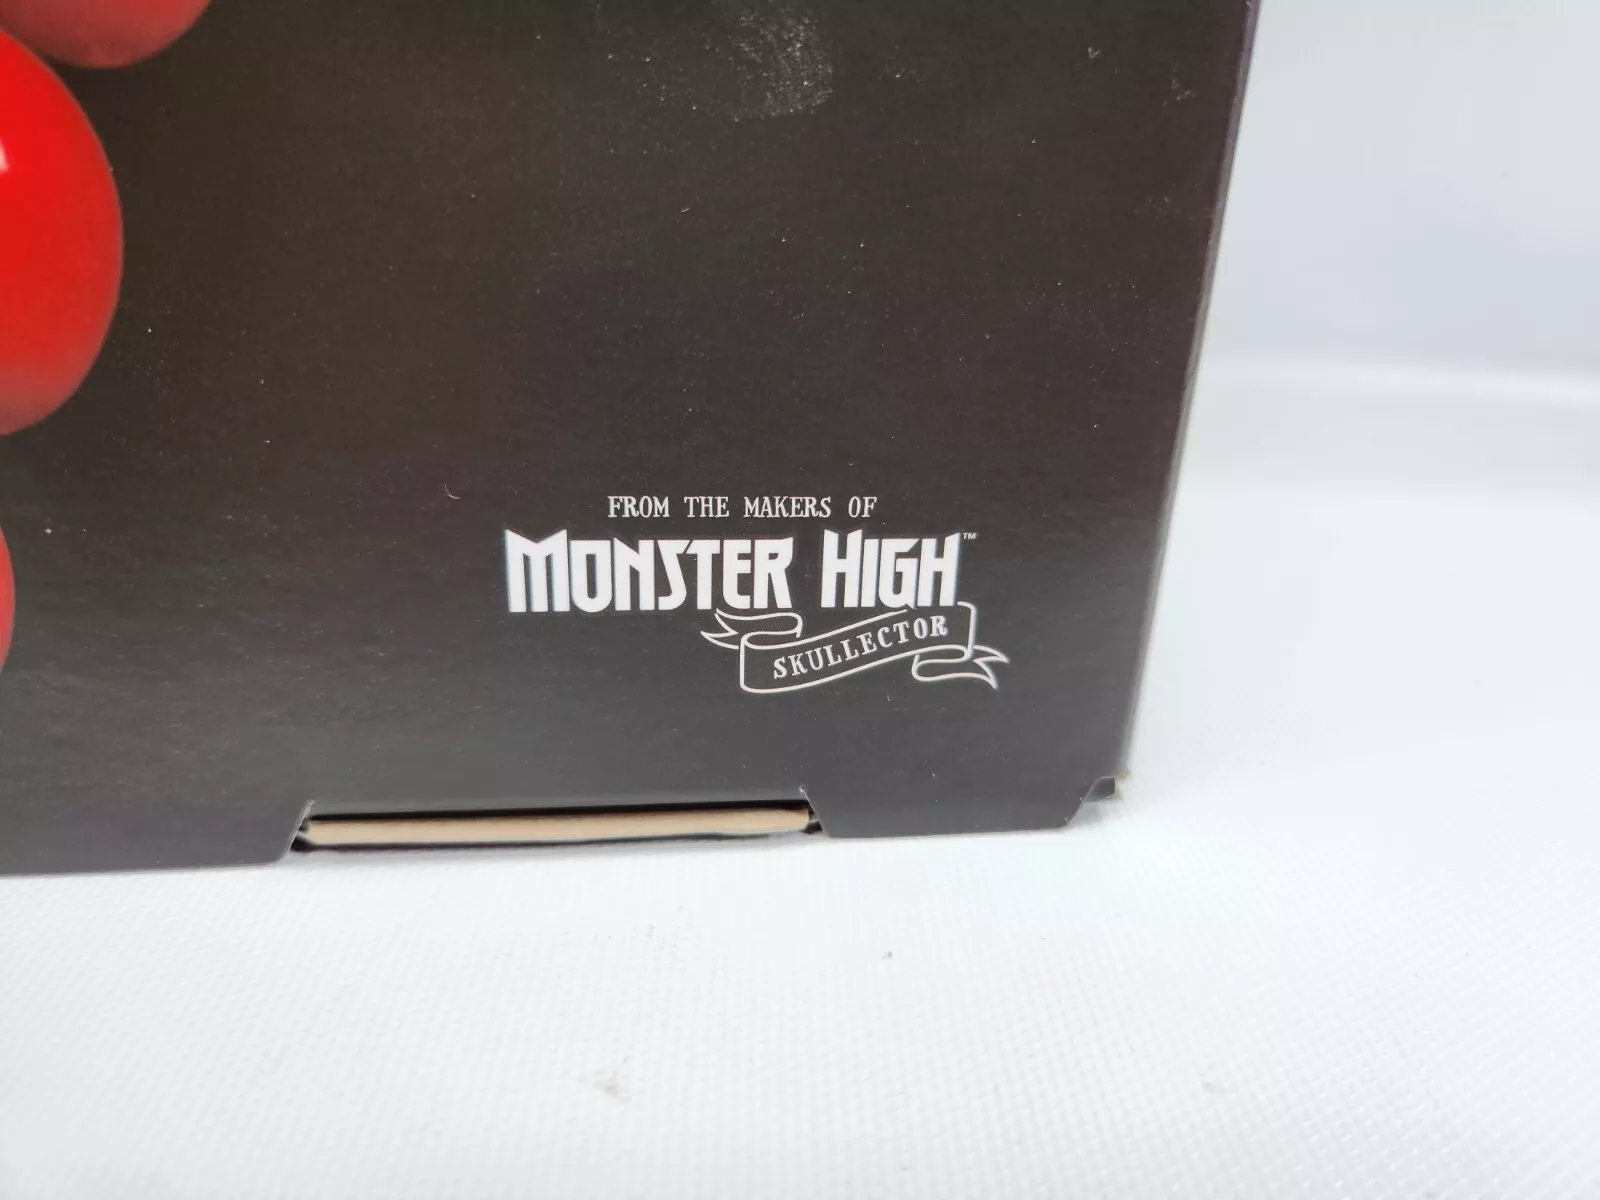 FROM THE MAKERS OF
MONSTER HIGH™
SKULLECTOR